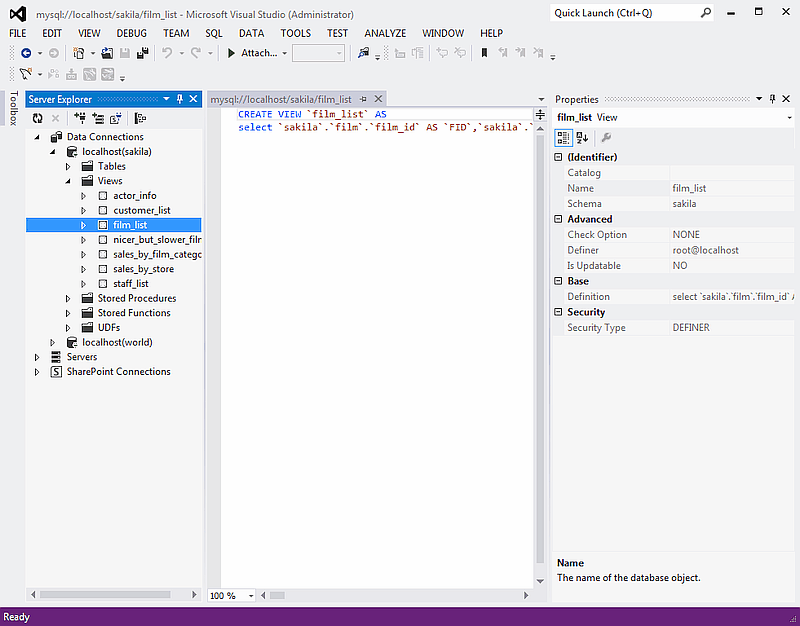 mysql://localhost/sakila/film_list - Microsoft Visual Studio (Administrator)
Quick Launch (Ctrl+Q)
FILE EDIT VIEW DEBUG TEAM SQL DATA TOOLS TEST ANALYZE WINDOW HELP
Attach...
Toolbox
Server Explorer
Data Connections
localhost(sakila)
Tables
Views
actor_info
customer_list
film_list
nicer_but_slower_filr
sales_by_film_catego
sales_by_store
staff_list
Stored Procedures
Stored Functions
UDFs
localhost(world)
Servers
SharePoint Connections
mysql://localhost/sakila/film_list
CREATE VIEW `film_list` AS
select `sakila`.`film`.`film_id` AS `FID`,`sakila`.`
100 %
Properties
film_list View
(Identifier)
Catalog
Name film_list
Schema sakila
Advanced
Check Option NONE
Definer root@localhost
Is Updatable NO
Base
Definition select `sakila`.`film`.`film_id` A
Security
Security Type DEFINER
Name
The name of the database object.
Ready